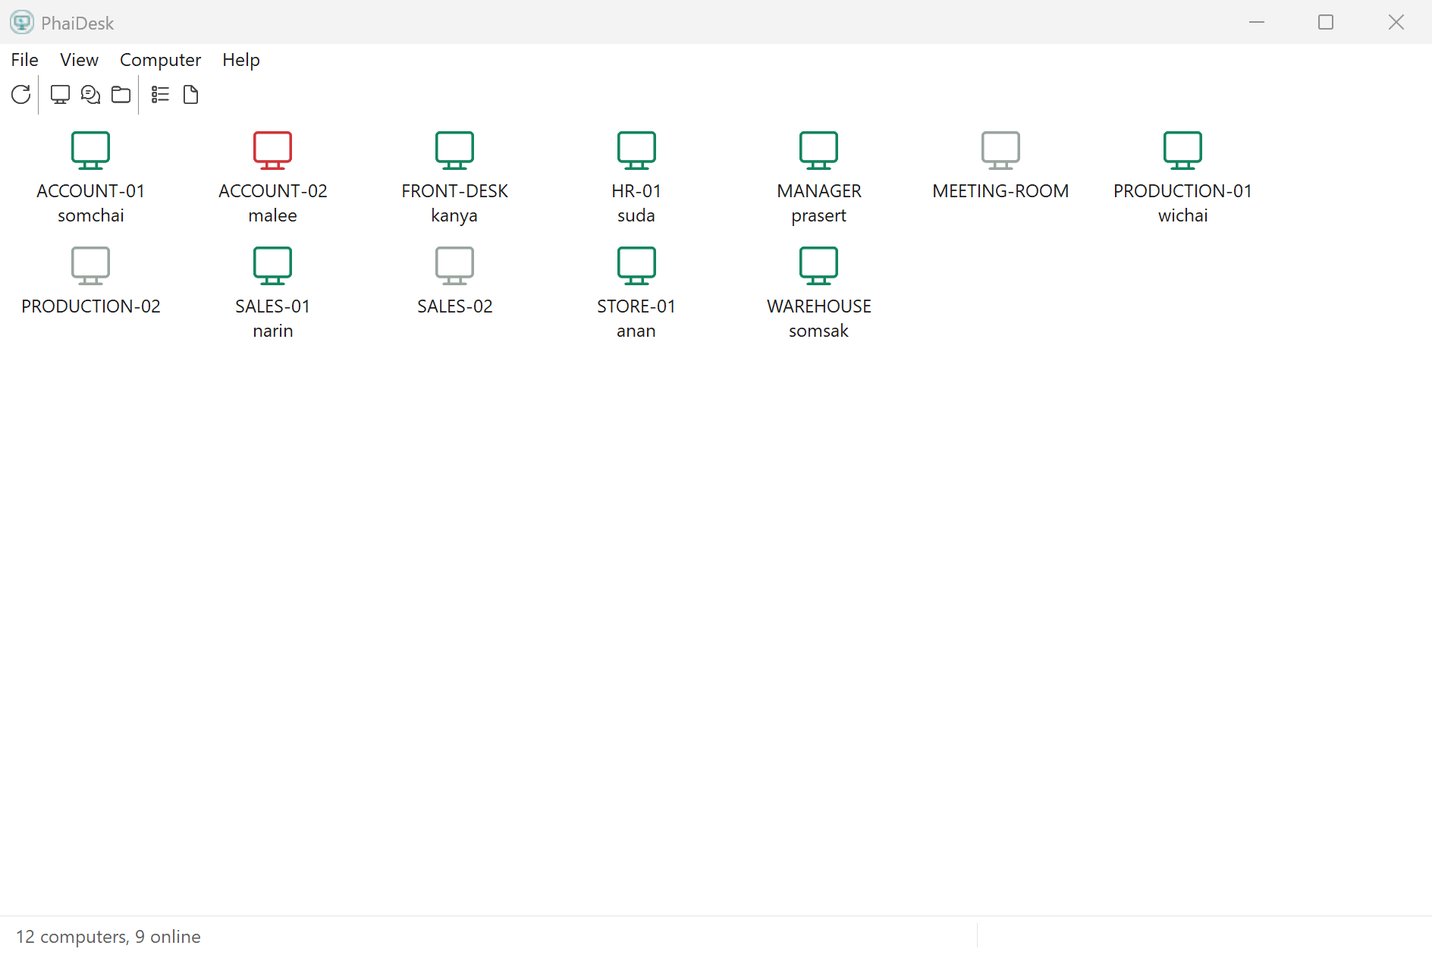 PhaiDesk
File View Computer Help
ACCOUNT-01
somchai
ACCOUNT-02
malee
FRONT-DESK
kanya
HR-01
suda
MANAGER
prasert
MEETING-ROOM
PRODUCTION-01
wichai
PRODUCTION-02
SALES-01
narin
SALES-02
STORE-01
anan
WAREHOUSE
somsak
12 computers, 9 online